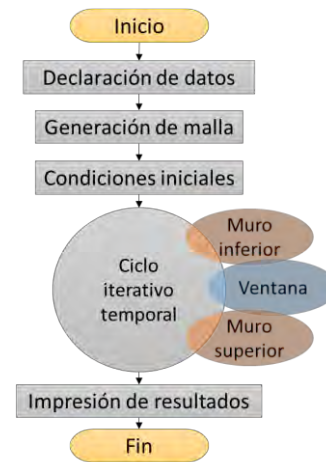 Inicio
Declaración de datos
Generación de malla
Condiciones iniciales
Ciclo
iterativo
temporal
Muro
inferior
Ventana
Muro
superior
Impresión de resultados
Fin